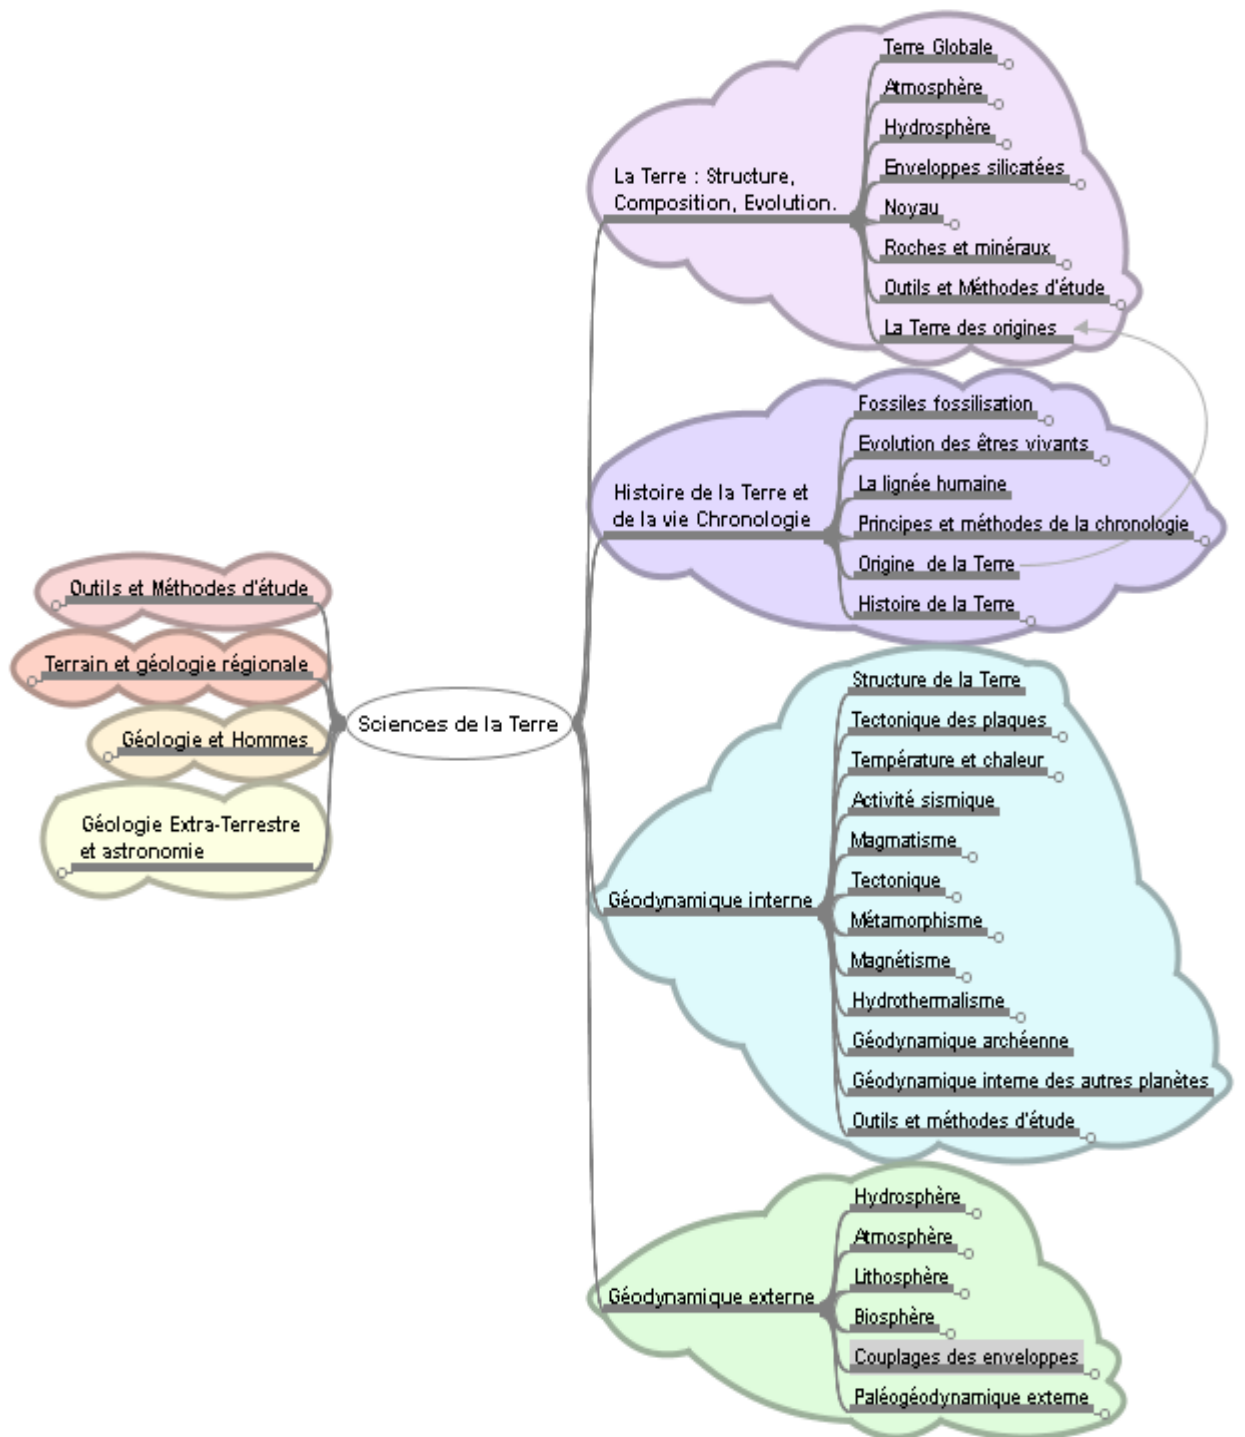 Terre Globale
Atmosphère
Hydrosphère
Enveloppes silicatées
La Terre : Structure,
Composition, Evolution.
Noyau
Roches et minéraux
Outils et Méthodes d'étude
La Terre des origines
Fossiles fossilisation
Evolution des êtres vivants
La lignée humaine
Histoire de la Terre et
de la vie Chronologie
Principes et méthodes de la chronologie
Origine  de la Terre
Histoire de la Terre
Outils et Méthodes d'étude
Terrain et géologie régionale
Géologie et Hommes
Géologie Extra-Terrestre
et astronomie
Sciences de la Terre
Structure de la Terre
Tectonique des plaques
Température et chaleur
Activité sismique
Magmatisme
Tectonique
Géodynamique interne
Métamorphisme
Magnétisme
Hydrothermalisme
Géodynamique archéenne
Géodynamique interne des autres planètes
Outils et méthodes d'étude
Hydrosphère
Atmosphère
Lithosphère
Géodynamique externe
Biosphère
Couplages des enveloppes
Paléogéodynamique externe